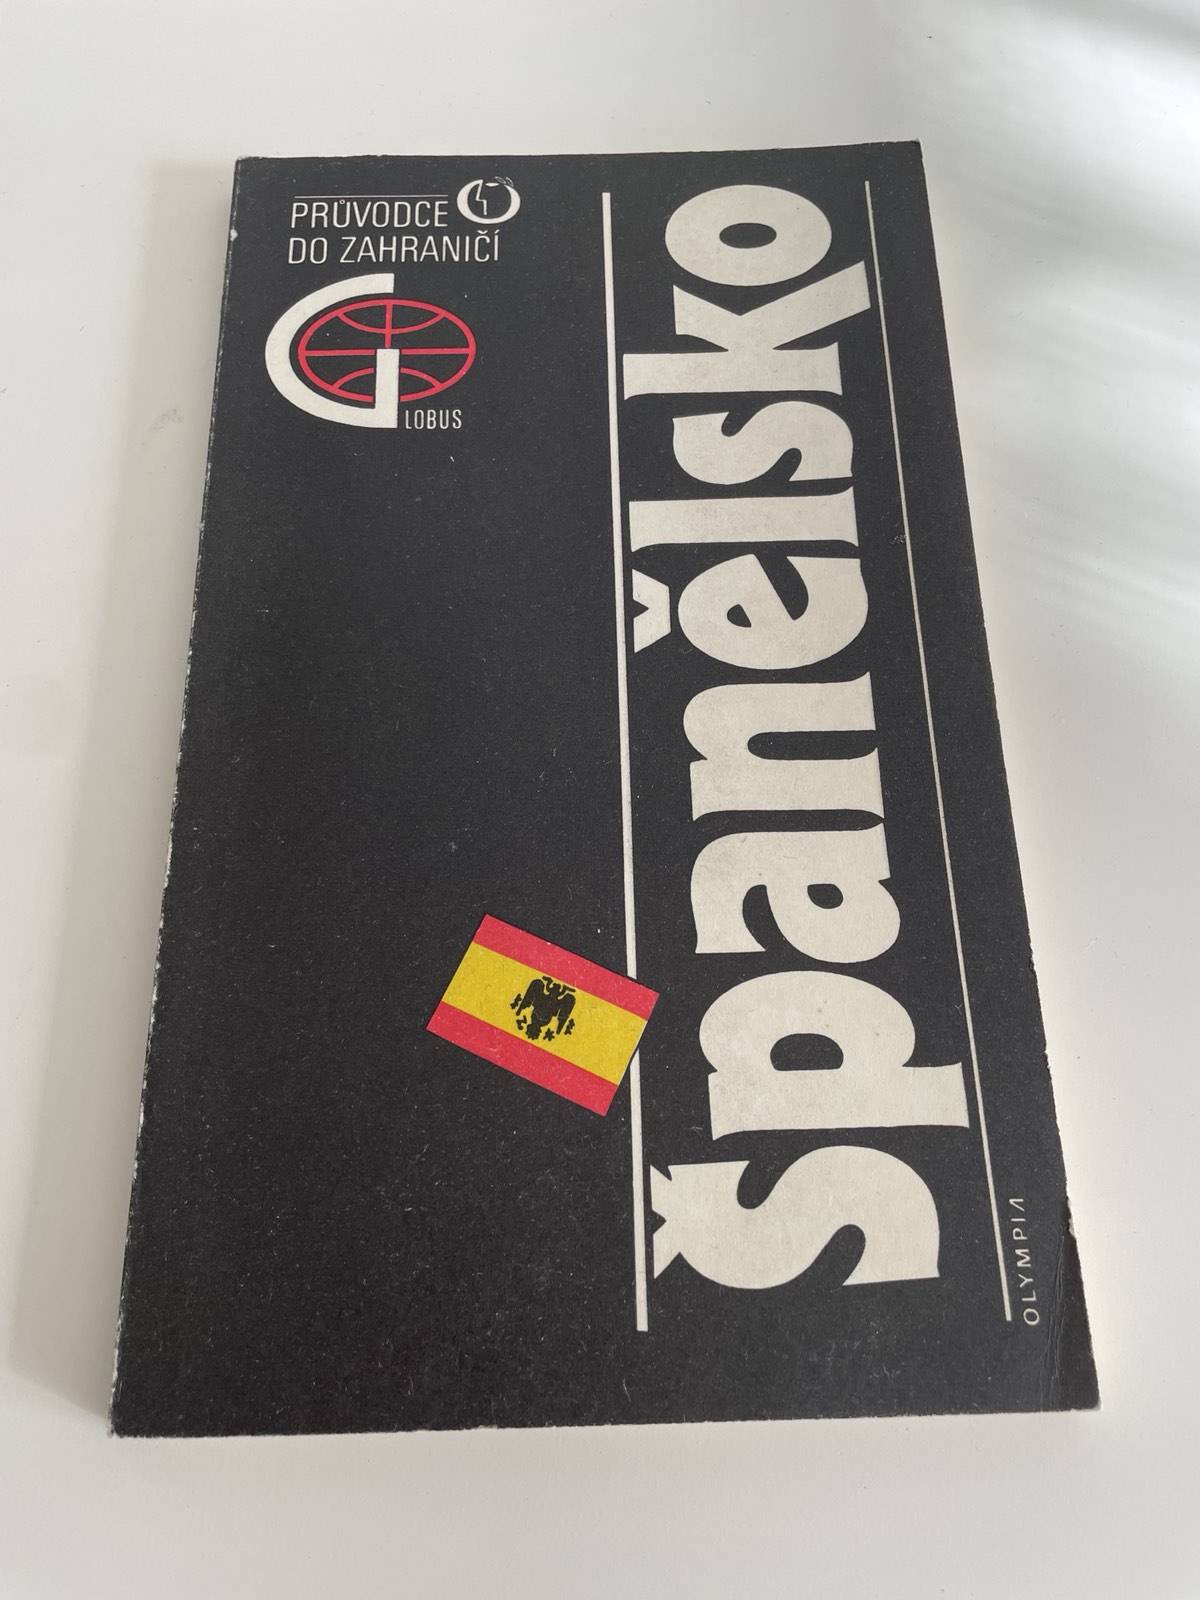 PRŮVODCE
DO ZAHRANIČÍ
GLOBUS
španělsko
OLYMPIA